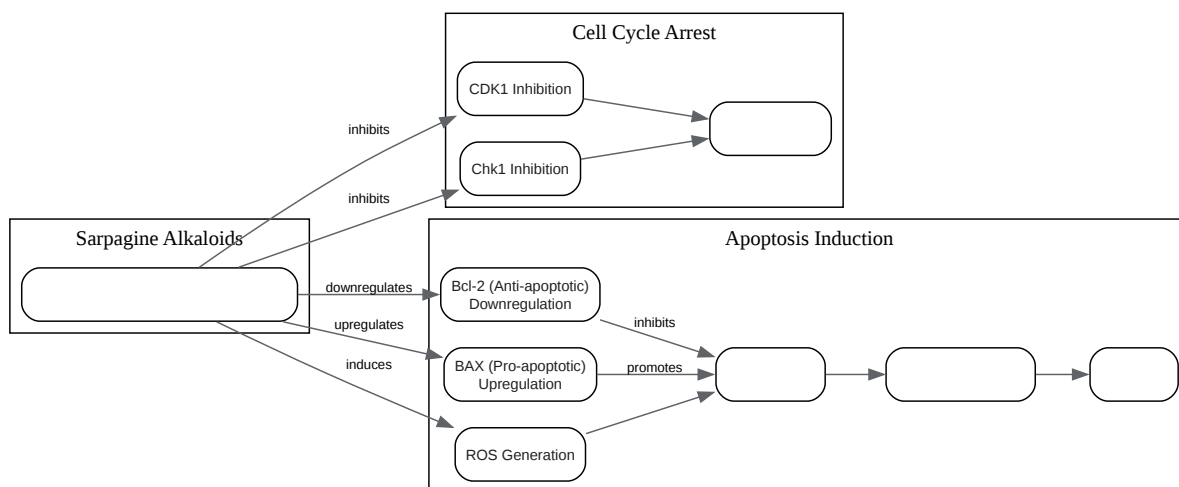 Cell Cycle Arrest
CDK1 Inhibition
inhibits
Chk1 Inhibition
inhibits
Sarpagine Alkaloids
Apoptosis Induction
downregulates
Bcl-2 (Anti-apoptotic)
Downregulation
upregulates
inhibits
BAX (Pro-apoptotic)
Upregulation
promotes
induces
ROS Generation